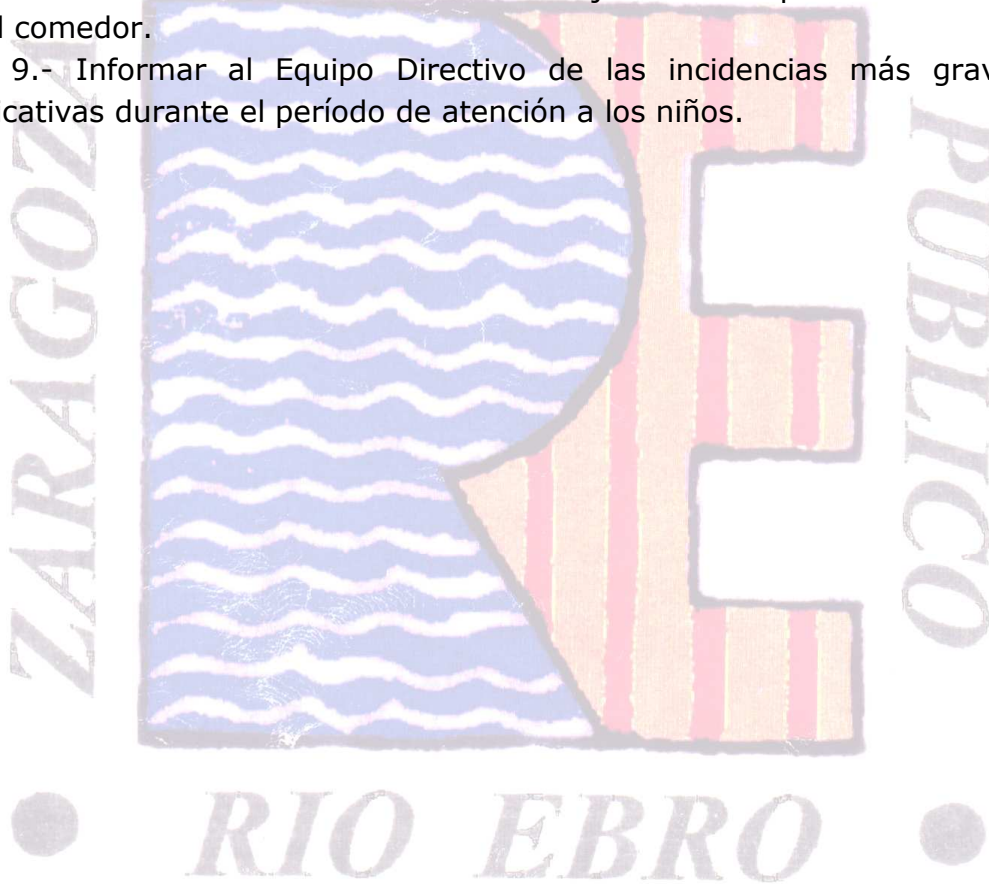 l comedor.
9.- Informar al Equipo Directivo de las incidencias más grav
icativas durante el período de atención a los niños.
ZARAGOZA
PUBLICO
RIO EBRO